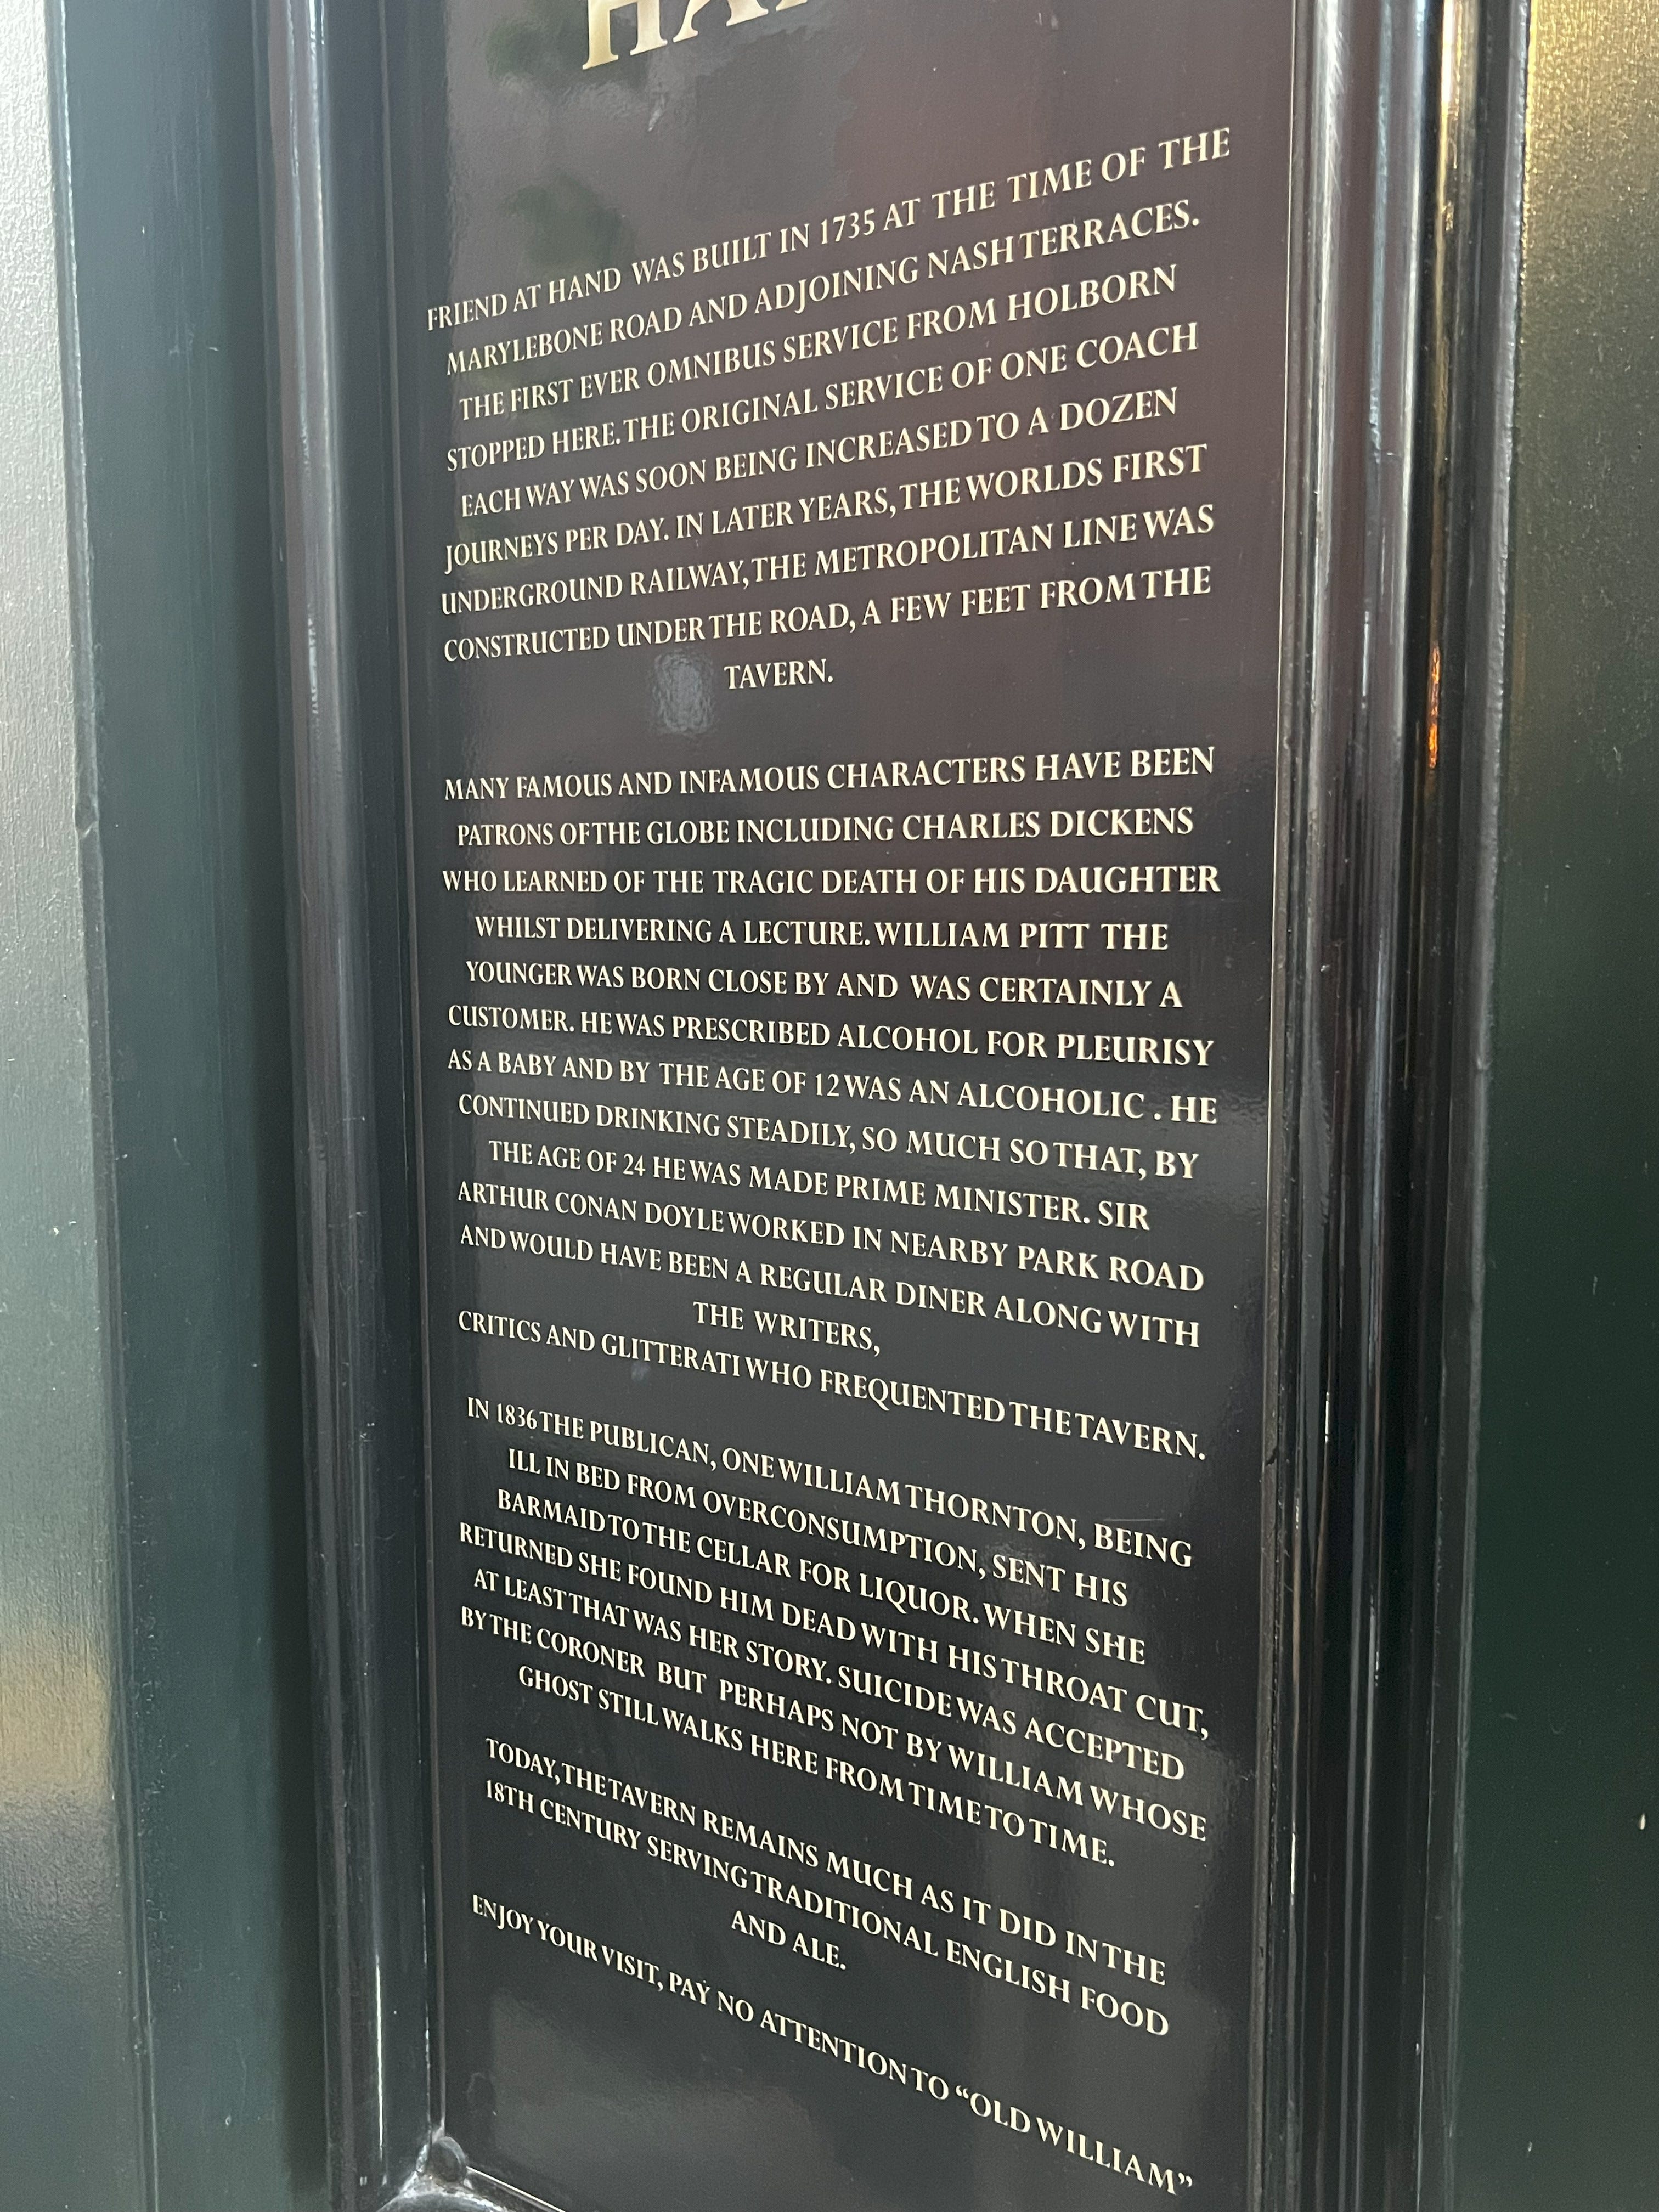 FRIEND AT HAND WAS BUILT IN 1735 AT THE TIME OF THE
MARYLEBONE ROAD AND ADJOINING NASH TERRACES.
THE FIRST EVER OMNIBUS SERVICE FROM HOLBORN
STOPPED HERE. THE ORIGINAL SERVICE OF ONE COACH
EACH WAY WAS SOON BEING INCREASED TO A DOZEN
JOURNEYS PER DAY. IN LATER YEARS, THE WORLDS FIRST
UNDERGROUND RAILWAY, THE METROPOLITAN LINE WAS
CONSTRUCTED UNDER THE ROAD, A FEW FEET FROM THE
TAVERN.
MANY FAMOUS AND INFAMOUS CHARACTERS HAVE BEEN
PATRONS OF THE GLOBE INCLUDING CHARLES DICKENS
WHO LEARNED OF THE TRAGIC DEATH OF HIS DAUGHTER
WHILST DELIVERING A LECTURE. WILLIAM PITT THE
YOUNGER WAS BORN CLOSE BY AND WAS CERTAINLY A
CUSTOMER. HE WAS PRESCRIBED ALCOHOL FOR PLEURISY
AS A BABY AND BY THE AGE OF 12 WAS AN ALCOHOLIC . HE
CONTINUED DRINKING STEADILY, SO MUCH SO THAT, BY
THE AGE OF 24 HE WAS MADE PRIME MINISTER. SIR
ARTHUR CONAN DOYLE WORKED IN NEARBY PARK ROAD
AND WOULD HAVE BEEN A REGULAR DINER ALONG WITH
THE WRITERS,
CRITICS AND GLITTERATI WHO FREQUENTED THE TAVERN.
IN 1836 THE PUBLICAN, ONE WILLIAM THORNTON, BEING
ILL IN BED FROM OVERCONSUMPTION, SENT HIS
BARMAID TO THE CELLAR FOR LIQUOR. WHEN SHE
RETURNED SHE FOUND HIM DEAD WITH HIS THROAT CUT,
AT LEAST THAT WAS HER STORY. SUICIDE WAS ACCEPTED
BY THE CORONER BUT PERHAPS NOT BY WILLIAM WHOSE
GHOST STILL WALKS HERE FROM TIME TO TIME.
TODAY, THE TAVERN REMAINS MUCH AS IT DID IN THE
18TH CENTURY SERVING TRADITIONAL ENGLISH FOOD
AND ALE.
ENJOY YOUR VISIT, PAY NO ATTENTION TO “OLD WILLIAM”